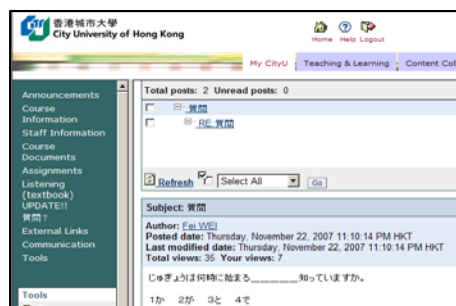 香港城市大學
City University of Hong Kong
Home Help Logout
My CityU Teaching & Learning Content Col
Announcements
Course
Information
Staff Information
Course
Documents
Assignments
Listening
(textbook)
UPDATE!!
質問？
External Links
Communication
Tools
Tools
Total posts: 2 Unread posts: 0
質問
RE:質問
Refresh Select All Go
Subject: 質問
Author: Fei WEI
Posted date: Thursday, November 22, 2007 11:10:14 PM HKT
Last modified date: Thursday, November 22, 2007 11:10:14 PM HKT
Total views: 35 Your views: 7
じゅぎょうは何時に始まる______知っていますか。
1か 2が 3と 4で